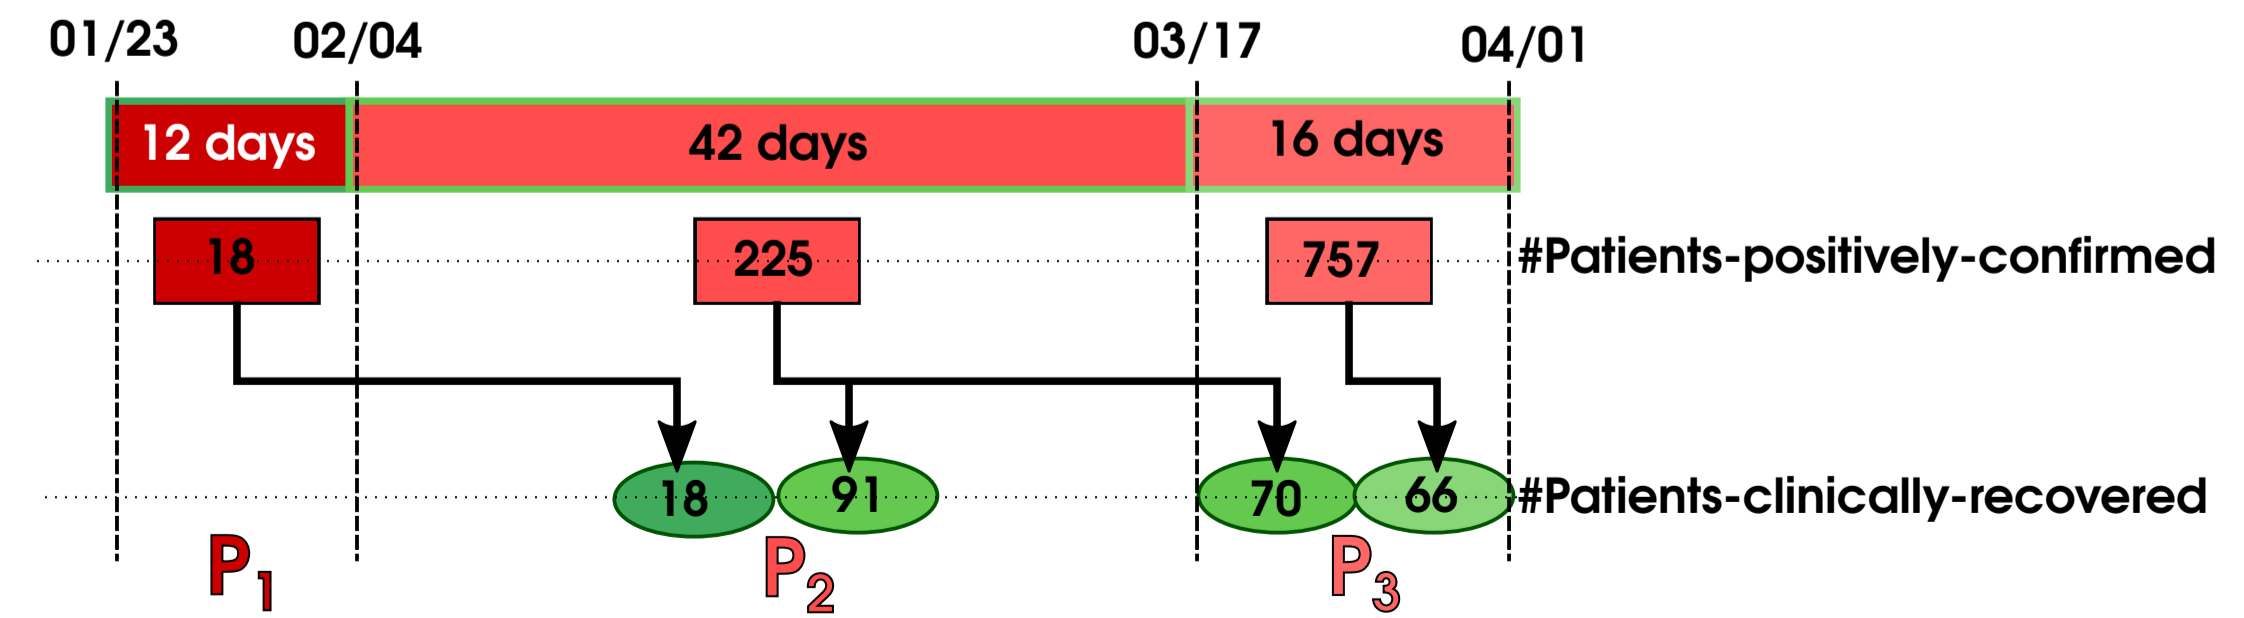 01/23 02/04 03/17 04/01
12 days 42 days 16 days
18 225 757 #Patients-positively-confirmed
18 91 70 66 #Patients-clinically-recovered
P1 P2 P3